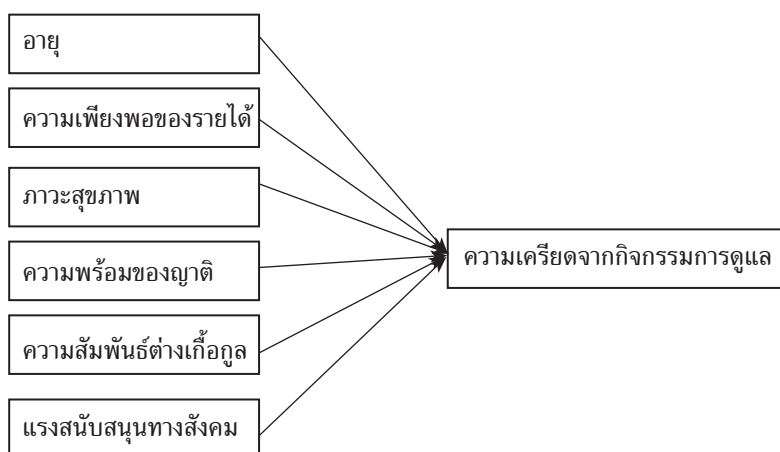 อายุ
ความเพียงพอของรายได้
ภาวะสุขภาพ
ความพร้อมของญาติ
ความสัมพันธ์ต่างเกื้อกูล
แรงสนับสนุนทางสังคม
ความเครียดจากกิจกรรมการดูแล